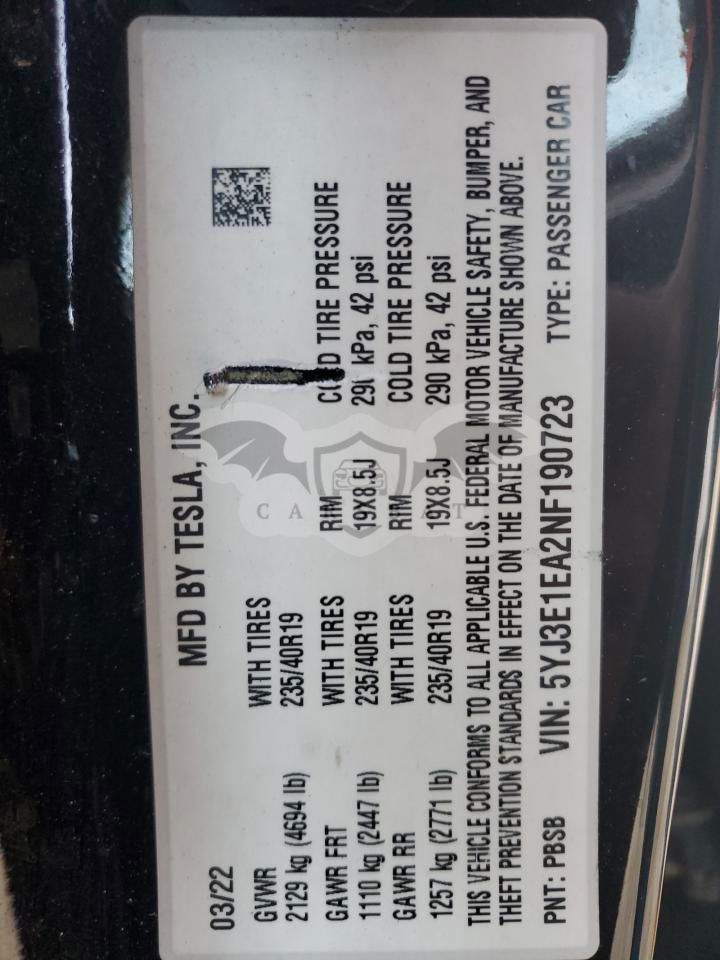 MFD BY TESLA, INC.
03/22
GVWR WITH TIRES
2129 kg (4694 lb) 235/40R19
GAWR FRT WITH TIRES RIM TIRE PRESSURE
1110 kg (2447 lb) 235/40R19 19X8.5J kPa, 42 psi
GAWR RR WITH TIRES RIM COLD TIRE PRESSURE
1257 kg (2771 lb) 235/40R19 19X8.5J 290 kPa, 42 psi
THIS VEHICLE CONFORMS TO ALL APPLICABLE U.S. FEDERAL MOTOR VEHICLE SAFETY, BUMPER, AND
THEFT PREVENTION STANDARDS IN EFFECT ON THE DATE OF MANUFACTURE SHOWN ABOVE.
PNT: PBSB VIN: 5YJ3E1EA2NF190723 TYPE: PASSENGER CAR